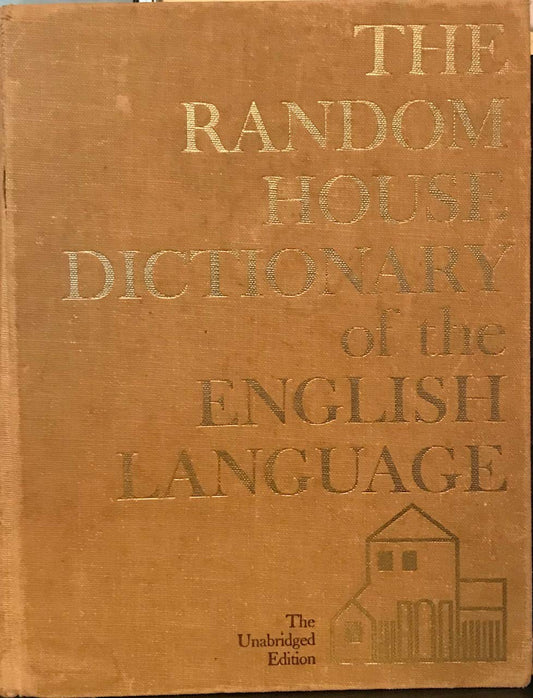 THE
RANDOM
HOUSE
DICTIONARY
of the
ENGLISH
LANGUAGE
The
Unabridged
Edition